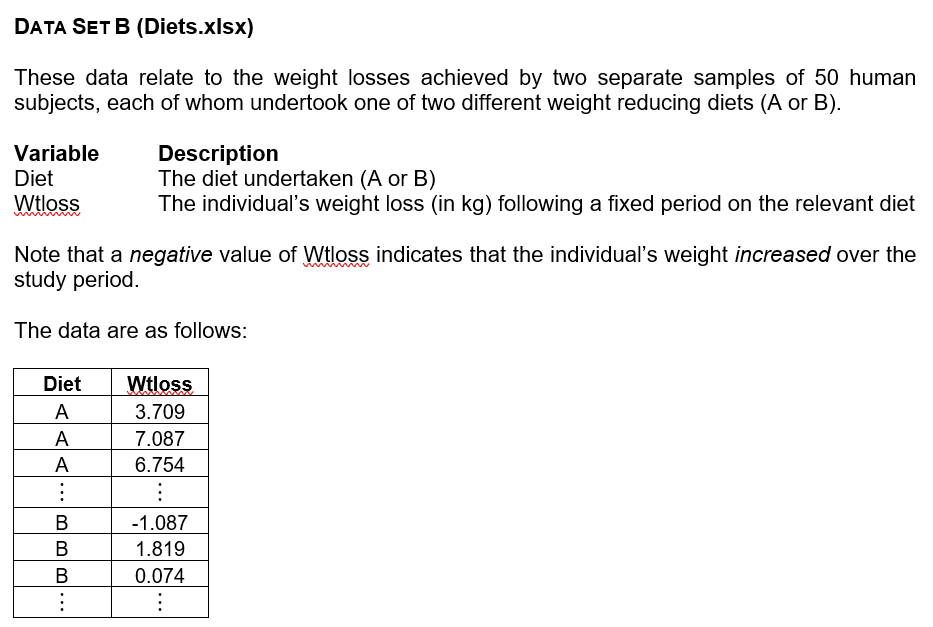 DATA SET B (Diets.xlsx)
These data relate to the weight losses achieved by two separate samples of 50 human
subjects, each of whom undertook one of two different weight reducing diets (A or B).
Variable Description
Diet The diet undertaken (A or B)
Wtloss The individual's weight loss (in kg) following a fixed period on the relevant diet
Note that a negative value of Wtloss indicates that the individual's weight increased over the
study period.
The data are as follows:
Diet Wtloss
A 3.709
A 7.087
A 6.754
⋮ ⋮
B -1.087
B 1.819
B 0.074
⋮ ⋮